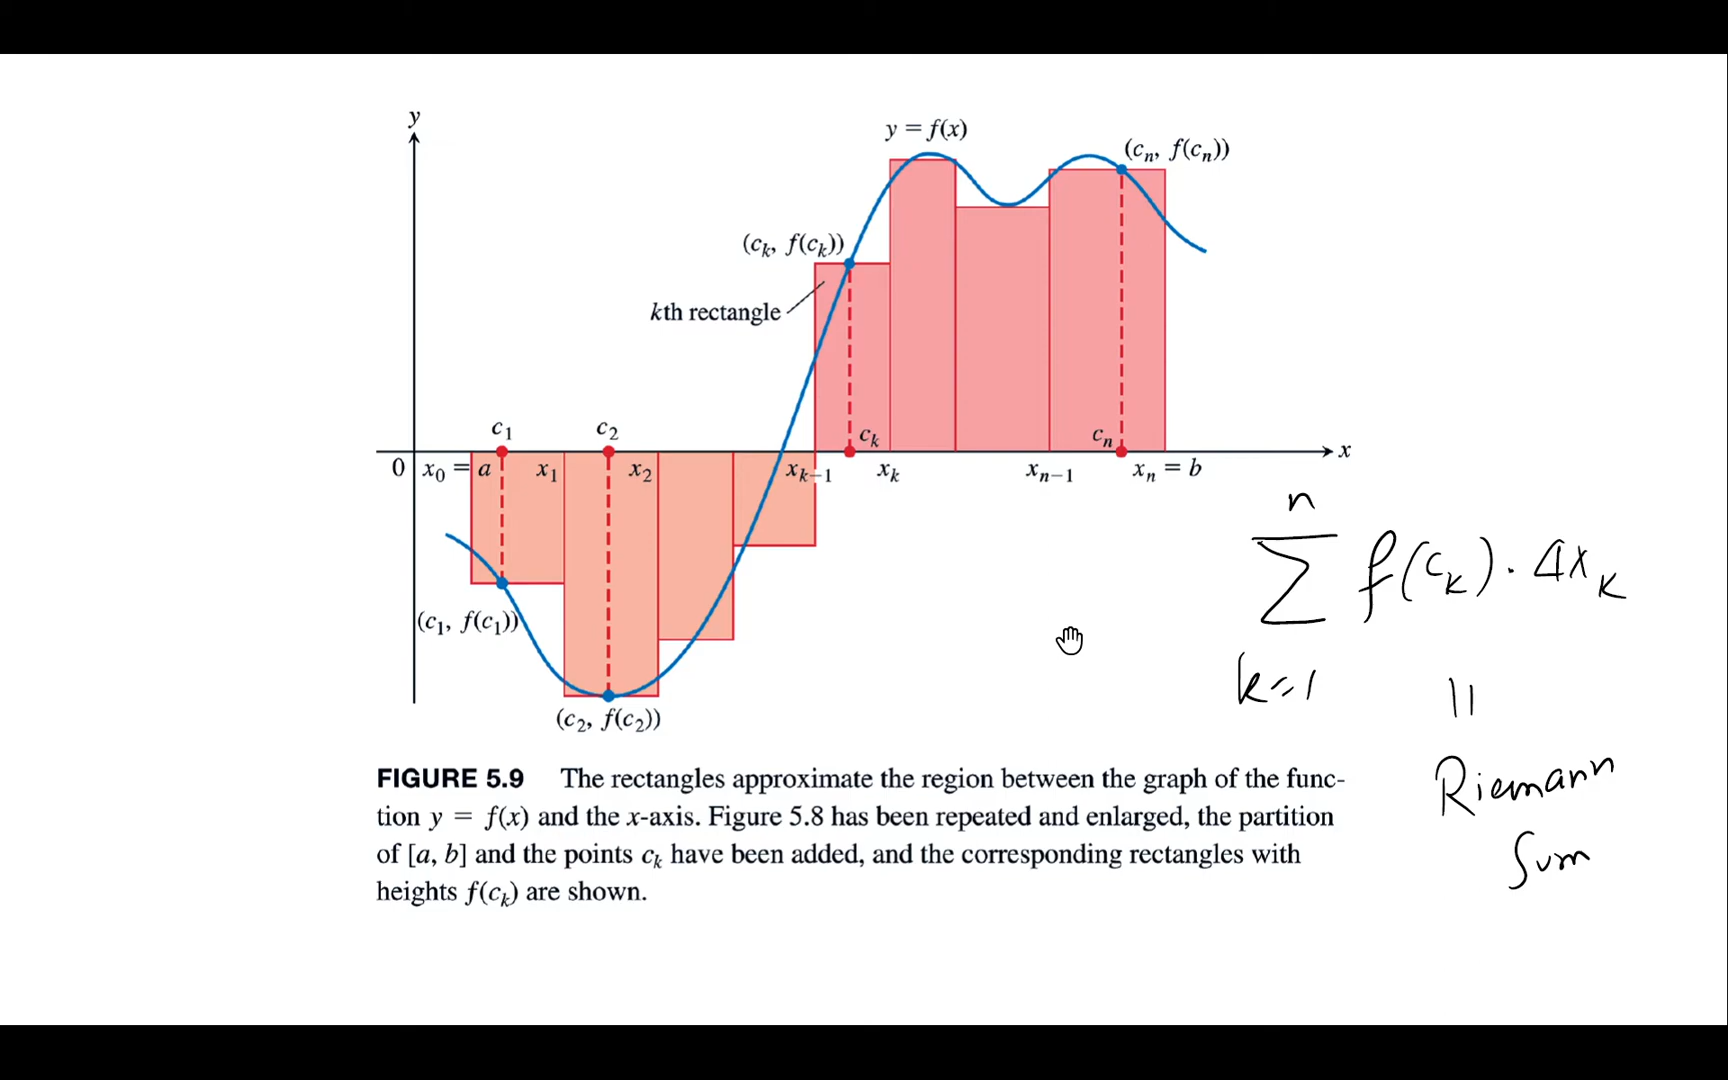 y
y = f(x)
(cₙ, f(cₙ))
(cₖ, f(cₖ))
kth rectangle
c₁
c₂
cₖ
cₙ
x
0
x₀ = a
x₁
x₂
xₖ₋₁
xₖ
xₙ₋₁
xₙ = b
(c₁, f(c₁))
(c₂, f(c₂))
n
∑ f(cₖ) · Δxₖ
k=1
||
Riemann
Sum
FIGURE 5.9 The rectangles approximate the region between the graph of the func-
tion y = f(x) and the x-axis. Figure 5.8 has been repeated and enlarged, the partition
of [a, b] and the points cₖ have been added, and the corresponding rectangles with
heights f(cₖ) are shown.